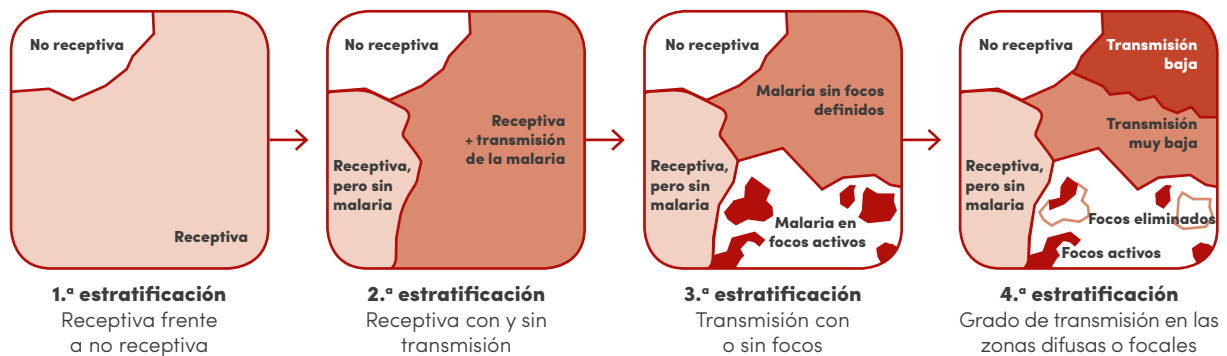 No receptiva
Receptiva
1.ª estratificación
Receptiva frente
a no receptiva
No receptiva
Receptiva
+ transmisión
de la malaria
Receptiva,
pero sin
malaria
2.ª estratificación
Receptiva con y sin
transmisión
No receptiva
Malaria sin focos
definidos
Receptiva,
pero sin
malaria
Malaria en
focos activos
3.ª estratificación
Transmisión con
o sin focos
No receptiva
Transmisión
baja
Transmisión
muy baja
Receptiva,
pero sin
malaria
Focos eliminados
Focos activos
4.ª estratificación
Grado de transmisión en las
zonas difusas o focales